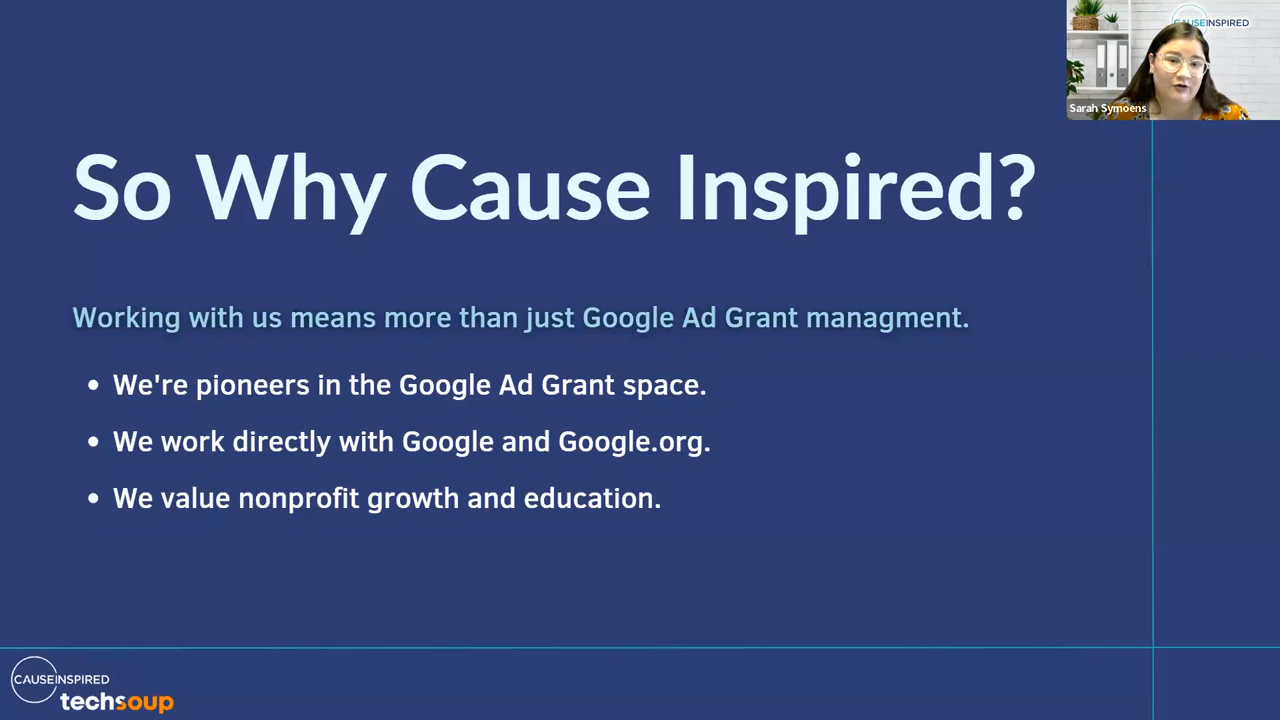 CAUSEINSPIRED
Sarah Symoens
So Why Cause Inspired?
Working with us means more than just Google Ad Grant managment.
• We're pioneers in the Google Ad Grant space.
• We work directly with Google and Google.org.
• We value nonprofit growth and education.
CAUSEINSPIRED
techsoup